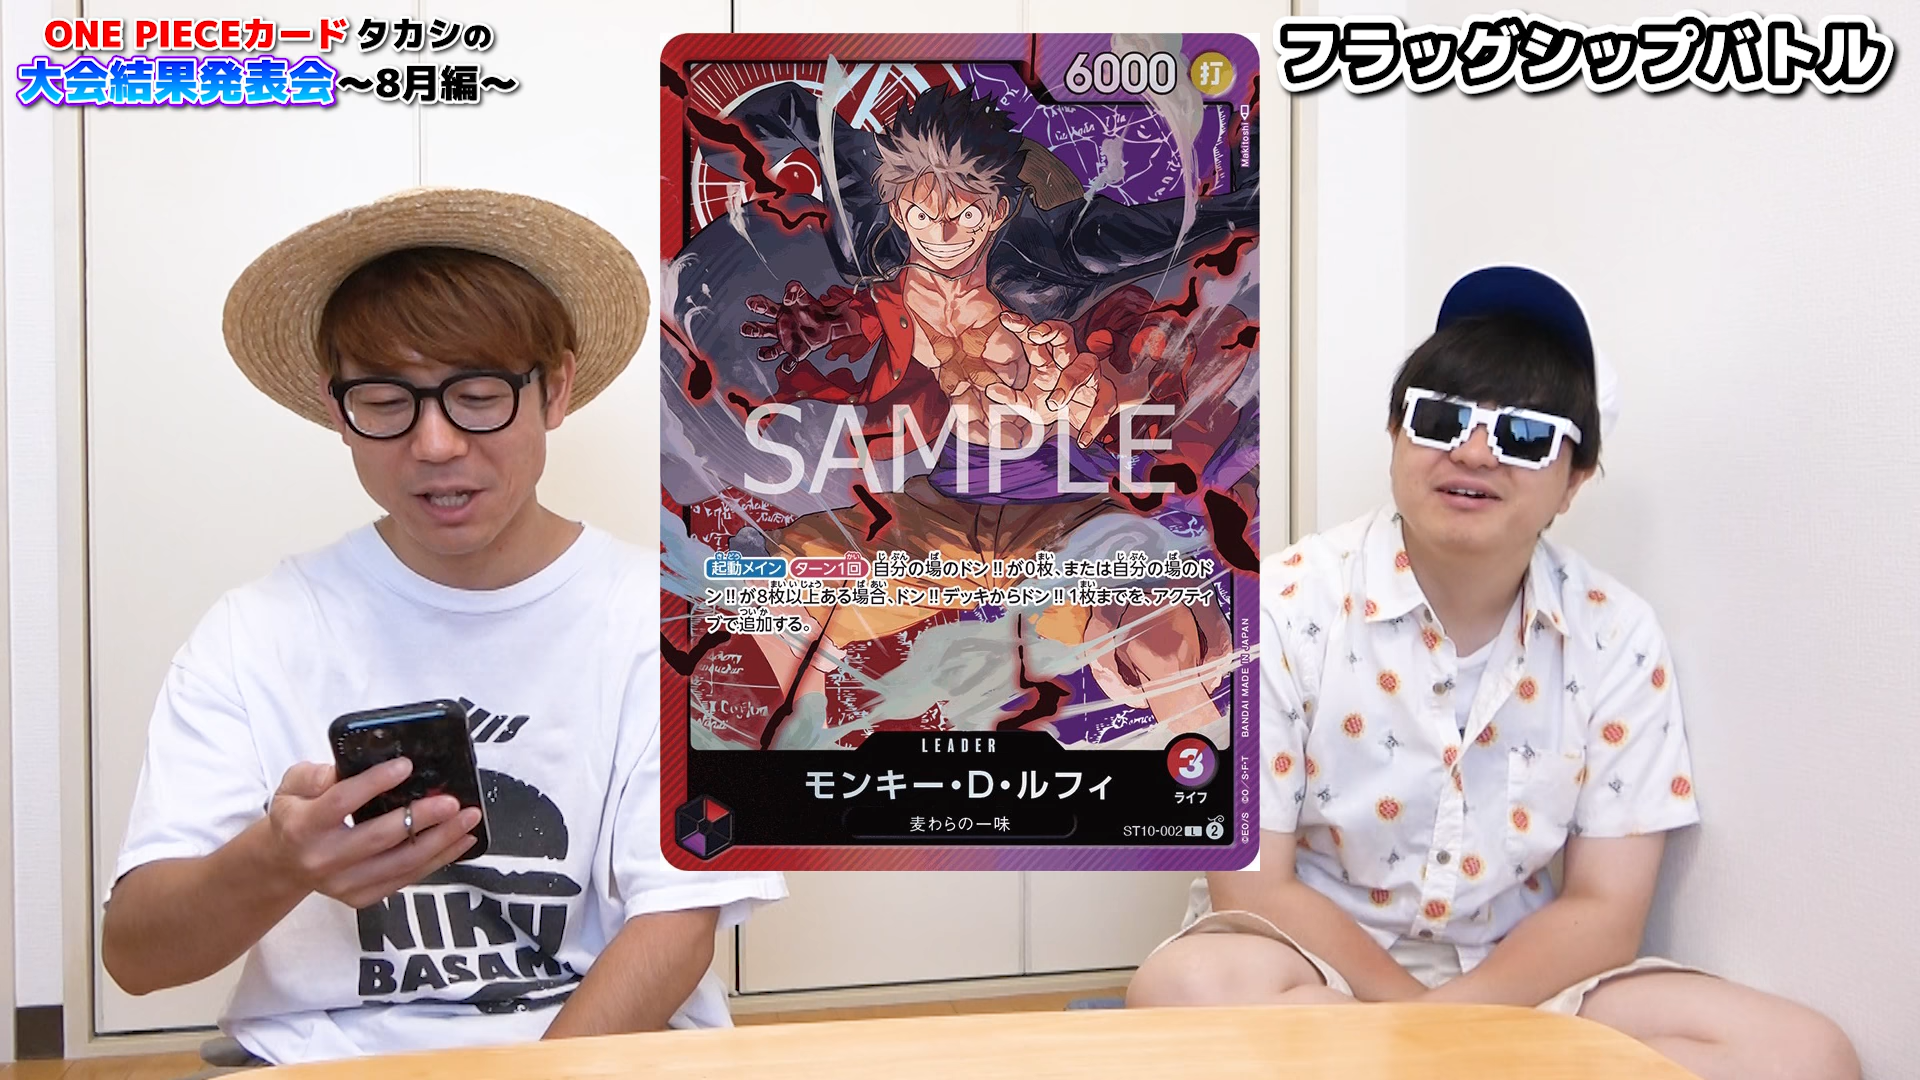 ONE PIECEカード タカシの
大会結果発表会 ～8月編～
フラッグシップバトル
6000 打
Makitoshi
SAMPLE
起動メイン ターン1回 自分の場のドン!!が0枚、または自分の場のド
ン!!が8枚以上ある場合、ドン!!デッキからドン!!1枚までを、アクティ
ブで追加する。
LEADER
モンキー・D・ルフィ
3
ライフ
麦わらの一味
ST10-002 L 2
©EO/S ©O/S・F・T BANDAI MADE IN JAPAN
NIKU
BASAM